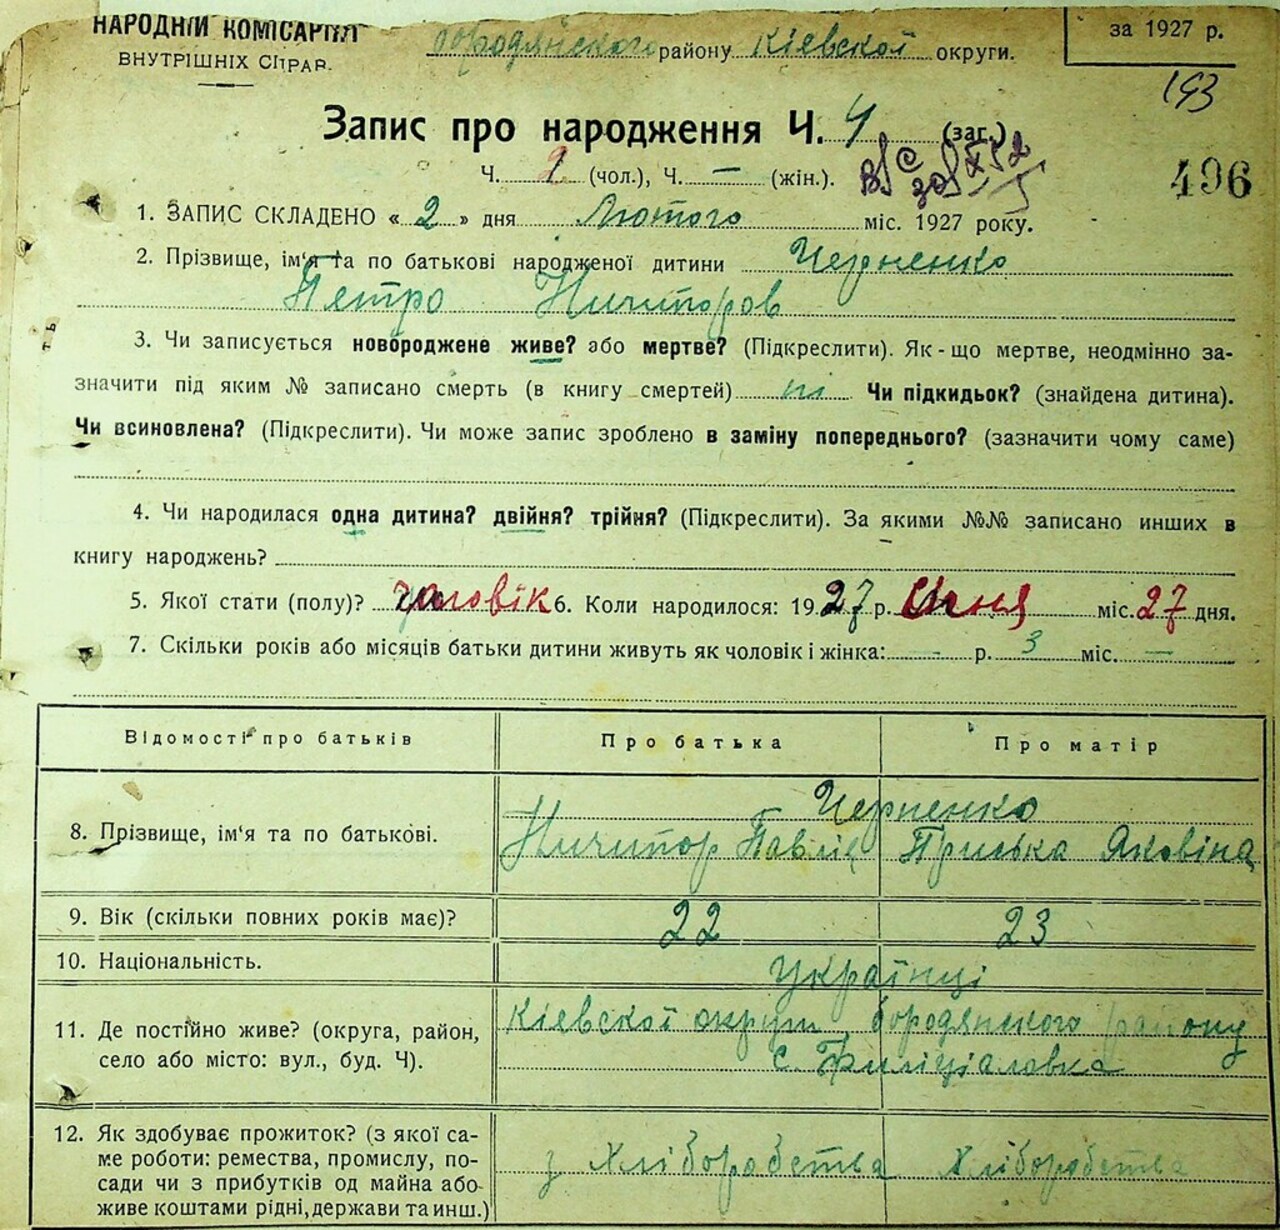 НАРОДНІЙ КОМІСАРІЯТ
ВНУТРІШНІХ СПРАВ.
Бородянского району Кіевской округи.
за 1927 р.
193
Запис про народження Ч. 4 (заг.)
Ч. 2 (чол.), Ч. — (жін.).
496
1. ЗАПИС СКЛАДЕНО « 2 » дня Лютого міс. 1927 року.
2. Прізвище, ім'я та по батькові народженої дитини Черненко
Петро Ничипоров
3. Чи записується новороджене живе? або мертве? (Підкреслити). Як-що мертве, неодмінно за-
значити під яким № записано смерть (в книгу смертей) Чи підкидьок? (знайдена дитина).
Чи всиновлена? (Підкреслити). Чи може запис зроблено в заміну попереднього? (зазначити чому саме)
4. Чи народилася одна дитина? двійня? трійня? (Підкреслити). За якими №№ записано инших в
книгу народжень?
5. Якої стати (полу)? чоловік 6. Коли народилося: 1927 р. Січня міс. 27 дня.
7. Скільки років або місяців батьки дитини живуть як чоловік і жінка: - р. 3 міс. —
Відомості про батьків Про батька Про матір
8. Прізвище, ім'я та по батькові. Черненко
Ничипор Павлів Приська Яковіна
9. Вік (скільки повних років має)? 22 23
10. Національність. Українці
11. Де постійно живе? (округа, район, село або місто: вул., буд. Ч). Кіевской округи бородянского району
с. Филіціаловка
12. Як здобуває прожиток? (з якої са-
ме роботи: ремества, промислу, по-
сади чи з прибутків од майна або
живе коштами рідні, держави та инш.) з хліборобства хліборобства